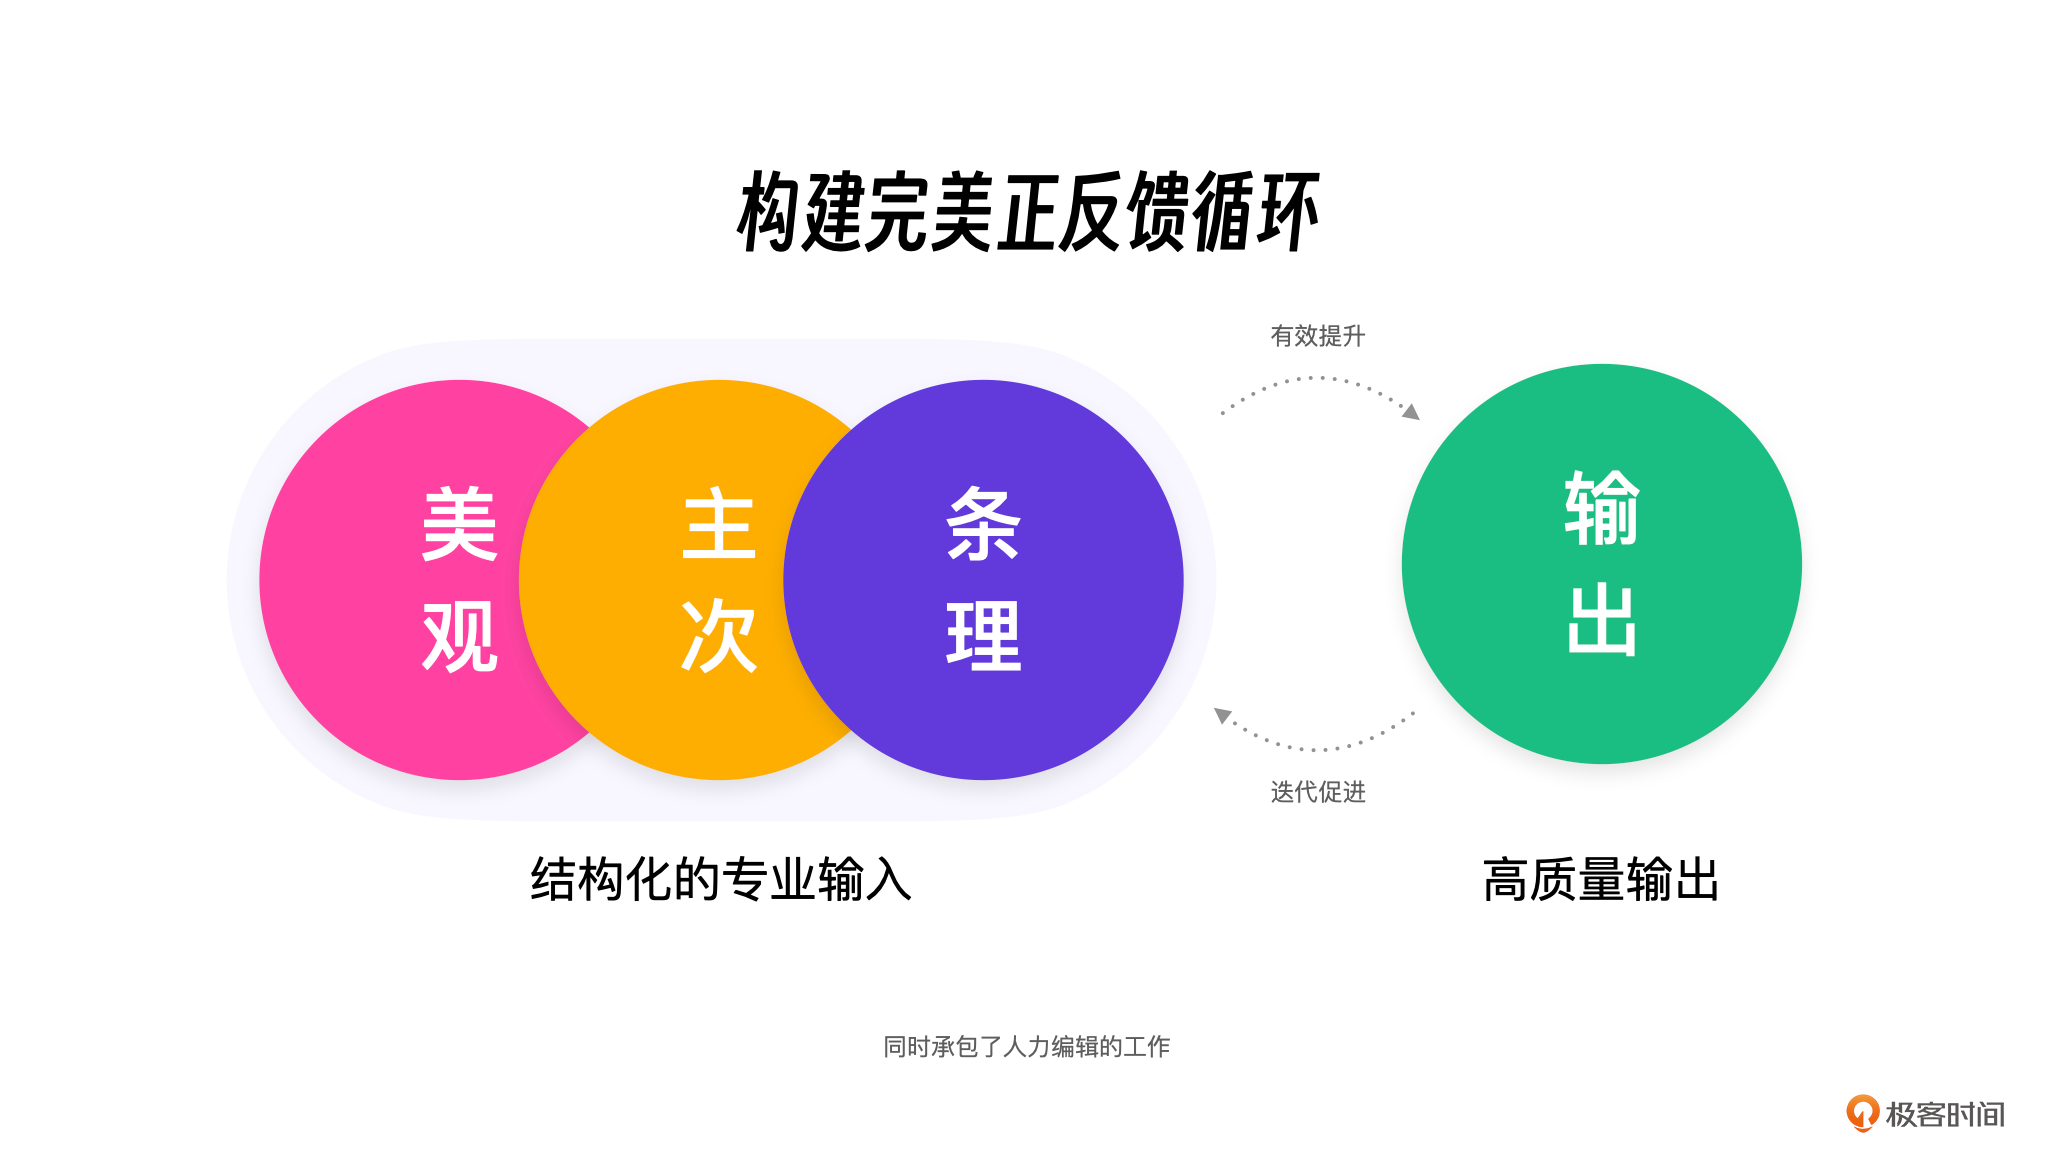 构建完美正反馈循环
有效提升
美观
主次
条理
输出
迭代促进
结构化的专业输入
高质量输出
同时承包了人力编辑的工作
极客时间